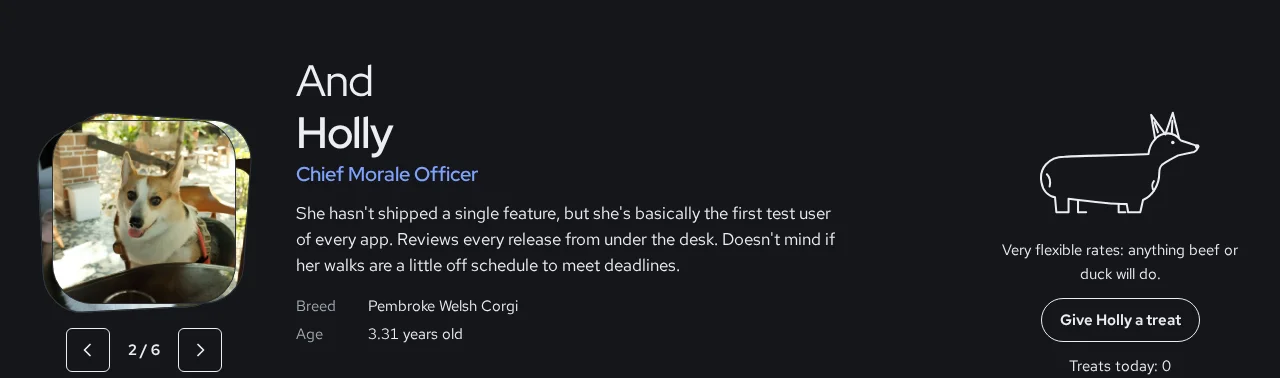 And
Holly
Chief Morale Officer
She hasn't shipped a single feature, but she's basically the first test user
of every app. Reviews every release from under the desk. Doesn't mind if
her walks are a little off schedule to meet deadlines.
Breed Pembroke Welsh Corgi
Age 3.31 years old
2 / 6
Very flexible rates: anything beef or
duck will do.
Give Holly a treat
Treats today: 0